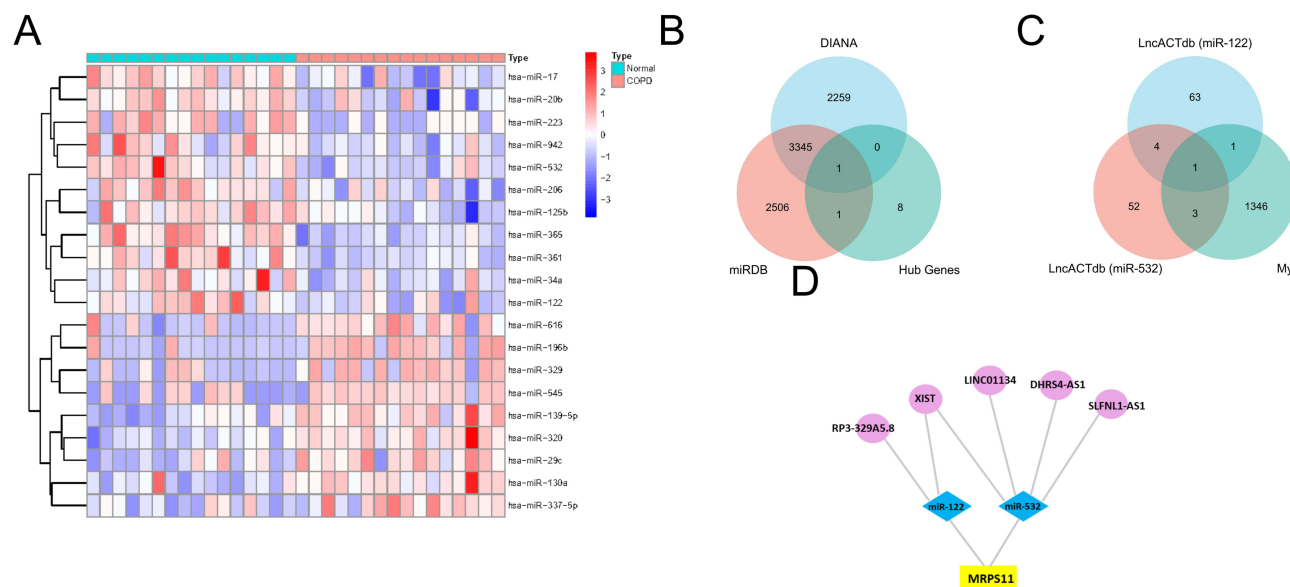 A
Type
hsa-miR-17
hsa-miR-20b
hsa-miR-223
hsa-miR-942
hsa-miR-532
hsa-miR-206
hsa-miR-125b
hsa-miR-365
hsa-miR-361
hsa-miR-34a
hsa-miR-122
hsa-miR-616
hsa-miR-196b
hsa-miR-329
hsa-miR-545
hsa-miR-139-5p
hsa-miR-320
hsa-miR-29c
hsa-miR-130a
hsa-miR-337-5p
3
2
1
0
-1
-2
-3
Type
Normal
COPD
B
DIANA
2259
3345
0
1
2506
1
8
miRDB
Hub Genes
C
LncACTdb (miR-122)
63
4
1
1
52
3
1346
LncACTdb (miR-532)
My
D
RP3-329A5.8
XIST
LINC01134
DHRS4-AS1
SLFNL1-AS1
miR-122
miR-532
MRPS11